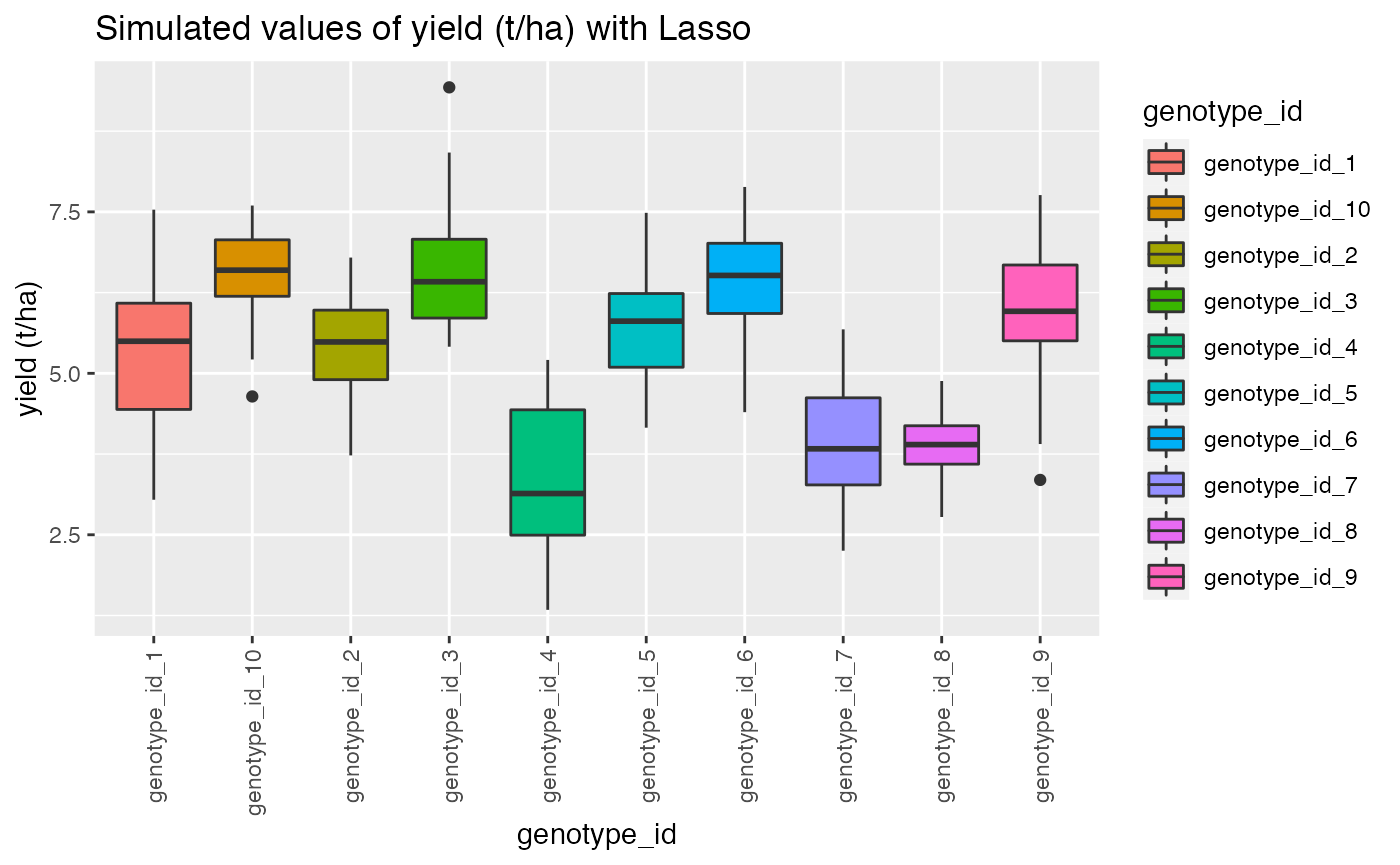 Simulated values of yield (t/ha) with Lasso
yield (t/ha)
7.5
5.0
2.5
genotype_id_1
genotype_id_10
genotype_id_2
genotype_id_3
genotype_id_4
genotype_id_5
genotype_id_6
genotype_id_7
genotype_id_8
genotype_id_9
genotype_id
genotype_id
genotype_id_1
genotype_id_10
genotype_id_2
genotype_id_3
genotype_id_4
genotype_id_5
genotype_id_6
genotype_id_7
genotype_id_8
genotype_id_9